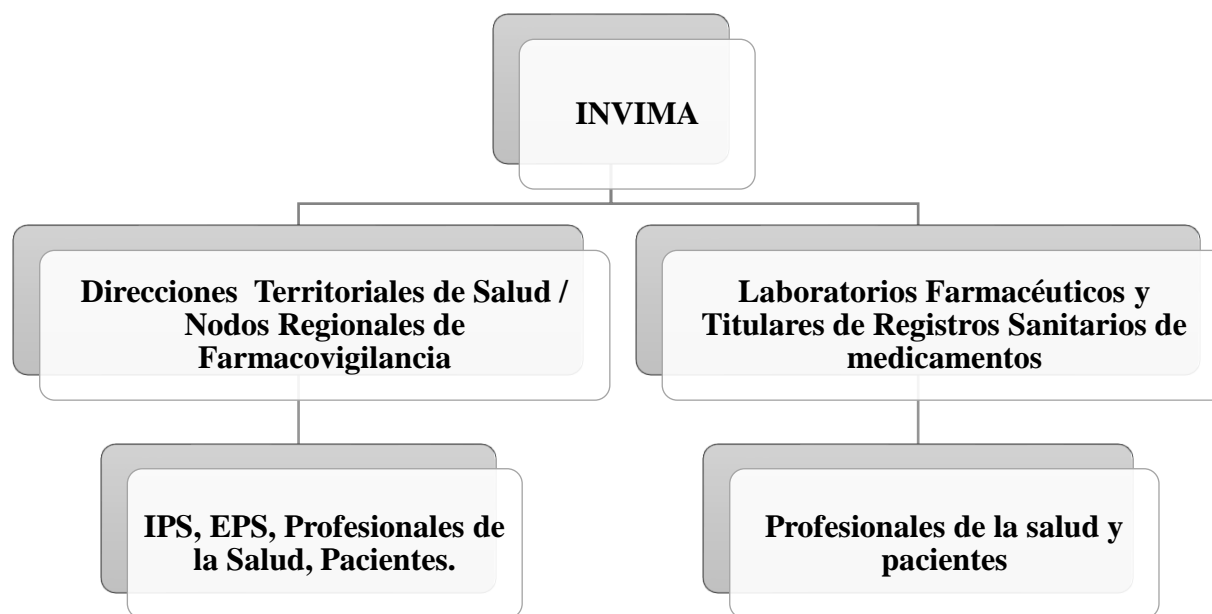 INVIMA
Direcciones Territoriales de Salud /
Nodos Regionales de
Farmacovigilancia
Laboratorios Farmacéuticos y
Titulares de Registros Sanitarios de
medicamentos
IPS, EPS, Profesionales de
la Salud, Pacientes.
Profesionales de la salud y
pacientes